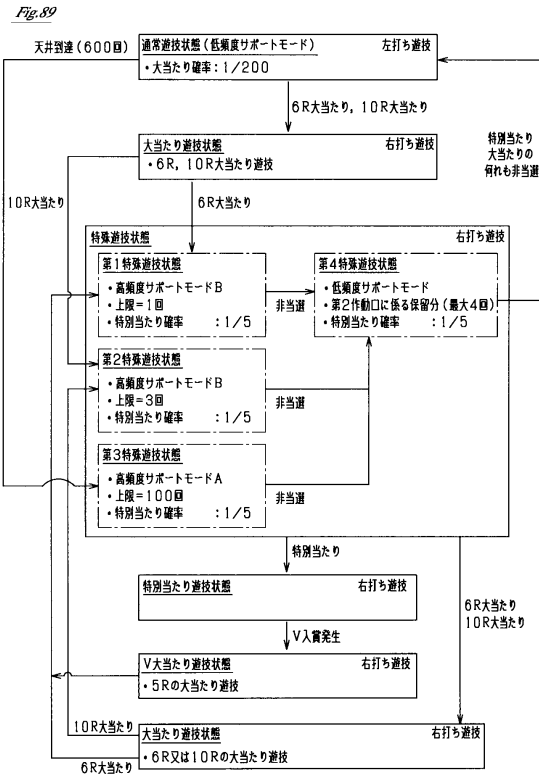 Fig.89
天井到達(600回)
通常遊技状態(低頻度サポートモード) 左打ち遊技
・大当たり確率:1/200
6R大当たり,10R大当たり
大当たり遊技状態 右打ち遊技
・6R,10R大当たり遊技
特別当たり
大当たりの
何れも非当選
10R大当たり
6R大当たり
特殊遊技状態 右打ち遊技
第1特殊遊技状態
・高頻度サポートモードB
・上限=1回
・特別当たり確率 :1/5
非当選
第4特殊遊技状態
・低頻度サポートモード
・第2作動口に係る保留分(最大4回)
・特別当たり確率 :1/5
第2特殊遊技状態
・高頻度サポートモードB
・上限=3回
・特別当たり確率 :1/5
非当選
第3特殊遊技状態
・高頻度サポートモードA
・上限=100回
・特別当たり確率 :1/5
非当選
特別当たり
特別当たり遊技状態 右打ち遊技
6R大当たり
10R大当たり
V入賞発生
V大当たり遊技状態 右打ち遊技
・5Rの大当たり遊技
10R大当たり
大当たり遊技状態 右打ち遊技
・6R又は10Rの大当たり遊技
6R大当たり